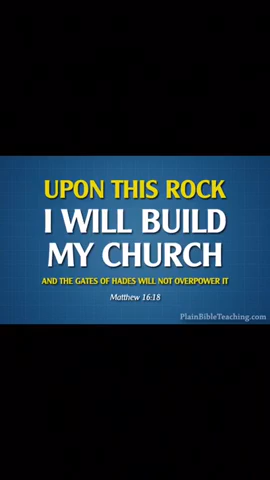 UPON THIS ROCK
I WILL BUILD
MY CHURCH
AND THE GATES OF HADES WILL NOT OVERPOWER IT
Matthew 16:18
PlainBibleTeaching.com